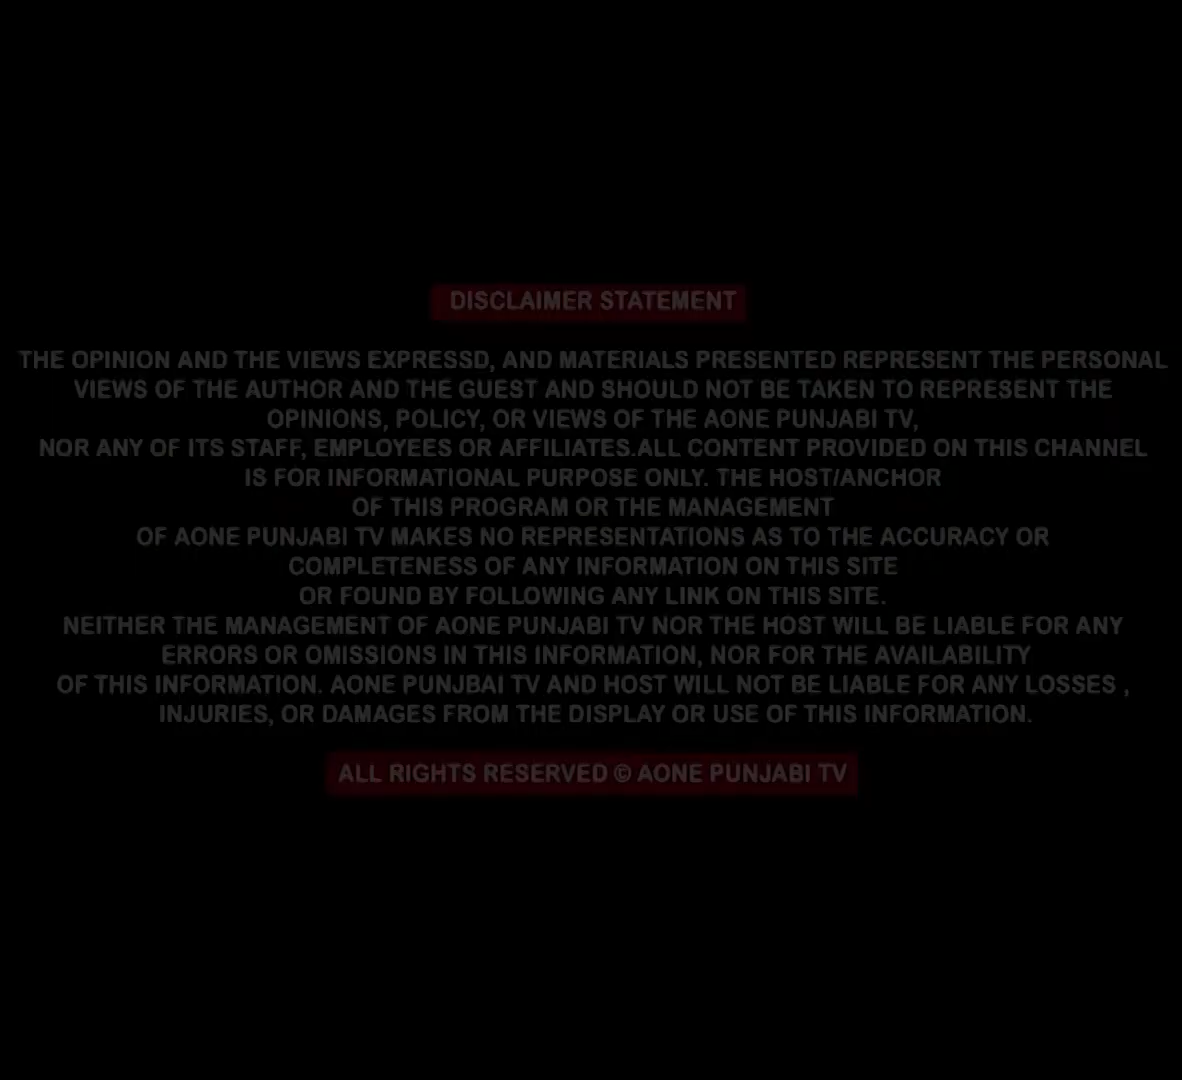 DISCLAIMER STATEMENT
THE OPINION AND THE VIEWS EXPRESSD, AND MATERIALS PRESENTED REPRESENT THE PERSONAL
VIEWS OF THE AUTHOR AND THE GUEST AND SHOULD NOT BE TAKEN TO REPRESENT THE
OPINIONS, POLICY, OR VIEWS OF THE AONE PUNJABI TV,
NOR ANY OF ITS STAFF, EMPLOYEES OR AFFILIATES.ALL CONTENT PROVIDED ON THIS CHANNEL
IS FOR INFORMATIONAL PURPOSE ONLY. THE HOST/ANCHOR
OF THIS PROGRAM OR THE MANAGEMENT
OF AONE PUNJABI TV MAKES NO REPRESENTATIONS AS TO THE ACCURACY OR
COMPLETENESS OF ANY INFORMATION ON THIS SITE
OR FOUND BY FOLLOWING ANY LINK ON THIS SITE.
NEITHER THE MANAGEMENT OF AONE PUNJABI TV NOR THE HOST WILL BE LIABLE FOR ANY
ERRORS OR OMISSIONS IN THIS INFORMATION, NOR FOR THE AVAILABILITY
OF THIS INFORMATION. AONE PUNJBAI TV AND HOST WILL NOT BE LIABLE FOR ANY LOSSES ,
INJURIES, OR DAMAGES FROM THE DISPLAY OR USE OF THIS INFORMATION.
ALL RIGHTS RESERVED © AONE PUNJABI TV